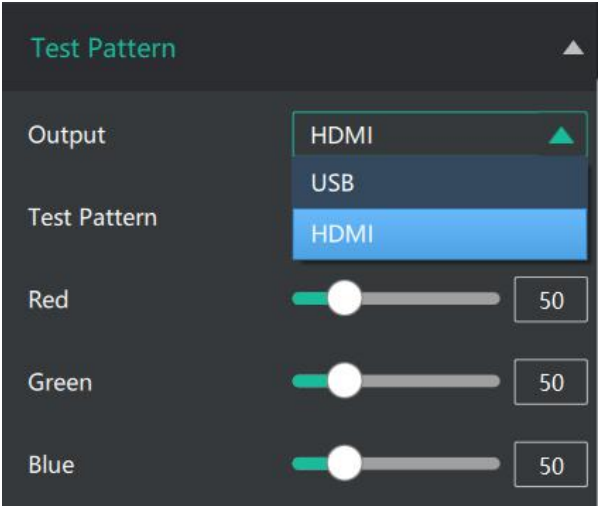 Test Pattern
Output HDMI
USB
Test Pattern
HDMI
Red 50
Green 50
Blue 50